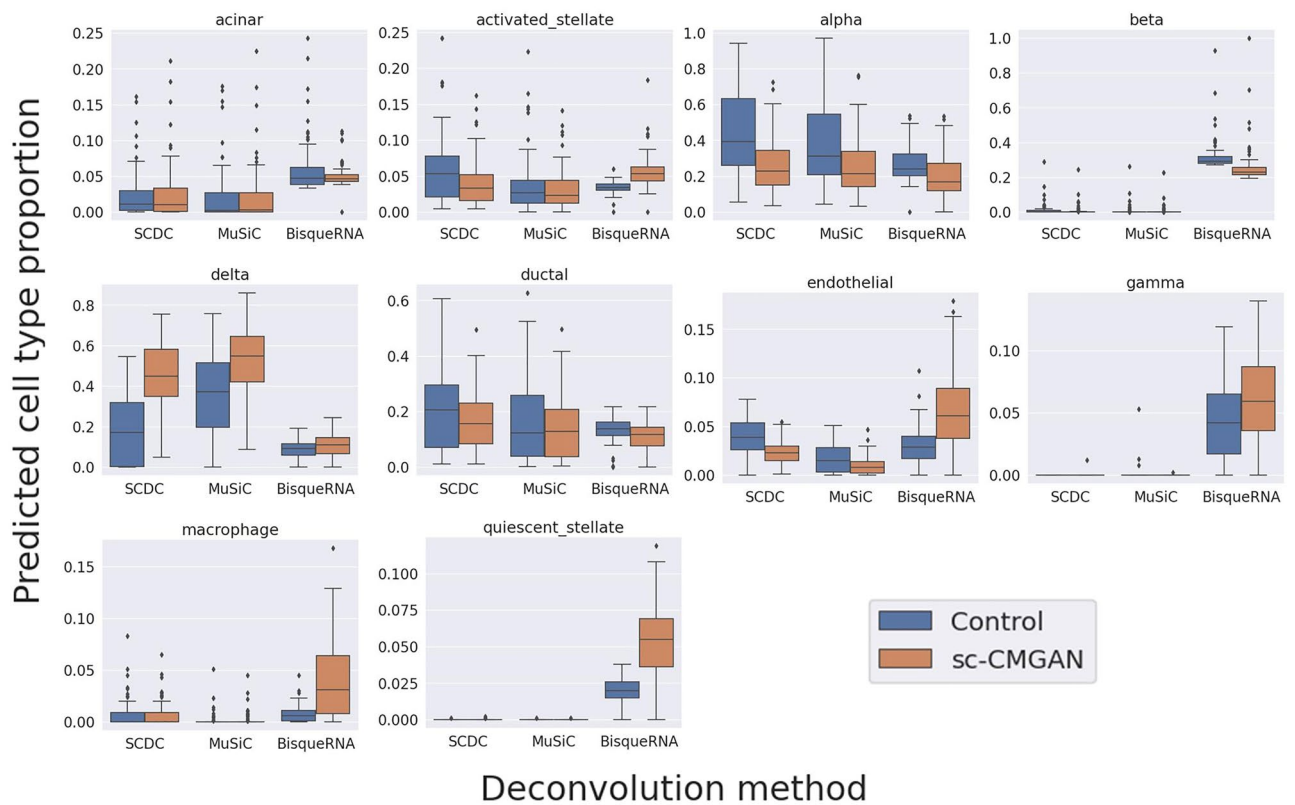 acinar
0.25
0.20
0.15
0.10
0.05
0.00
SCDC MuSiC BisqueRNA
activated_stellate
0.25
0.20
0.15
0.10
0.05
0.00
SCDC MuSiC BisqueRNA
alpha
1.0
0.8
0.6
0.4
0.2
0.0
SCDC MuSiC BisqueRNA
beta
1.0
0.8
0.6
0.4
0.2
0.0
SCDC MuSiC BisqueRNA
Predicted cell type proportion
delta
0.8
0.6
0.4
0.2
0.0
SCDC MuSiC BisqueRNA
ductal
0.6
0.4
0.2
0.0
SCDC MuSiC BisqueRNA
endothelial
0.15
0.10
0.05
0.00
SCDC MuSiC BisqueRNA
gamma
0.10
0.05
0.00
SCDC MuSiC BisqueRNA
macrophage
0.15
0.10
0.05
0.00
SCDC MuSiC BisqueRNA
quiescent_stellate
0.100
0.075
0.050
0.025
0.000
SCDC MuSiC BisqueRNA
Control
sc-CMGAN
Deconvolution method